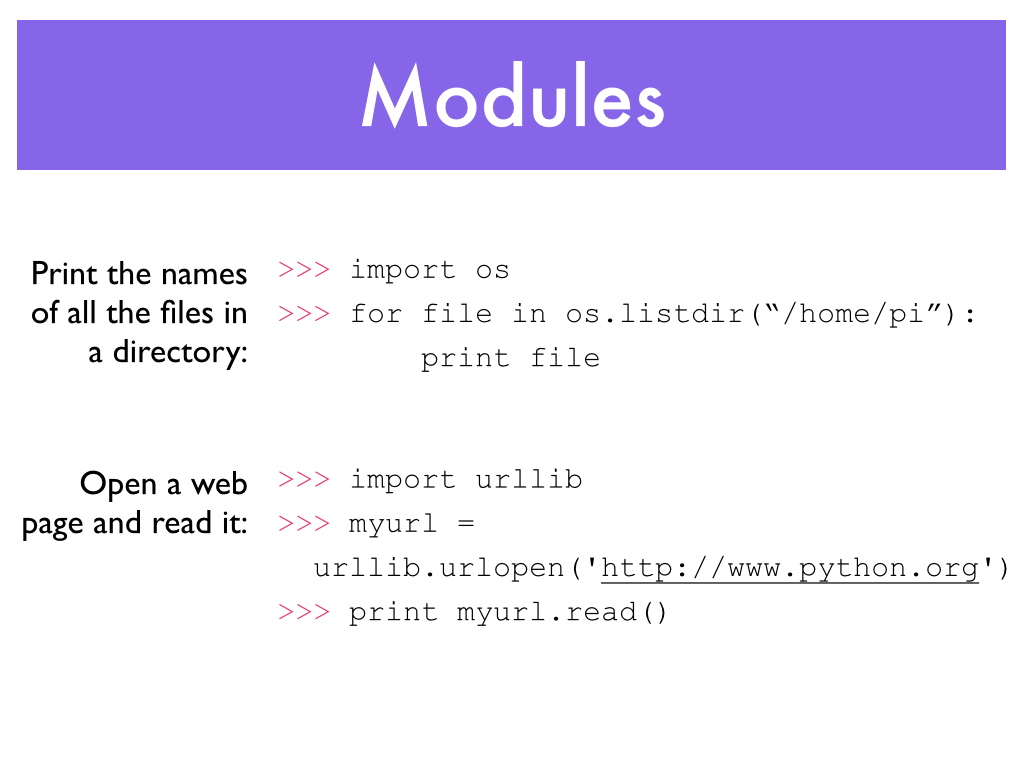 Modules
Print the names
of all the files in
a directory:
>>> import os
>>> for file in os.listdir(“/home/pi”):
print file
Open a web
page and read it:
>>> import urllib
>>> myurl =
urllib.urlopen('http://www.python.org')
>>> print myurl.read()